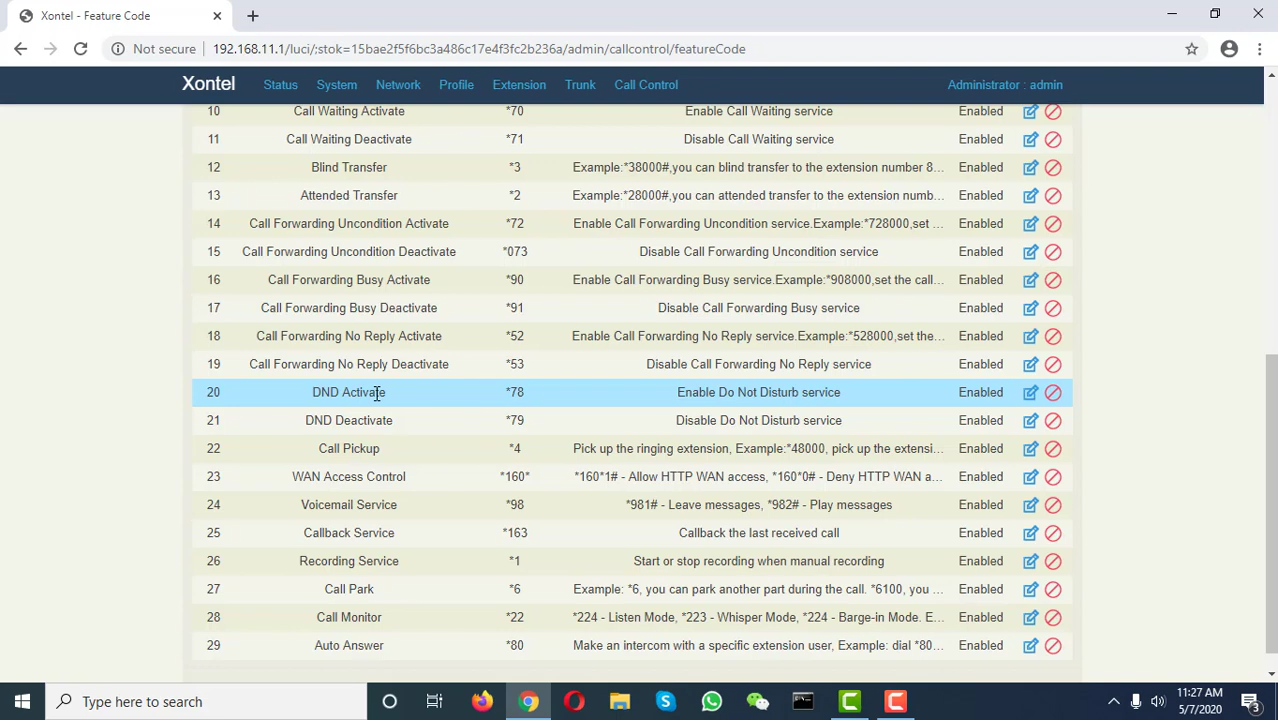 Xontel - Feature Code
Not secure | 192.168.11.1/luci/;stok=15bae2f5f6bc3a486c17e4f3fc2b236a/admin/callcontrol/featureCode
Xontel Status System Network Profile Extension Trunk Call Control Administrator : admin
10 Call Waiting Activate *70 Enable Call Waiting service Enabled
11 Call Waiting Deactivate *71 Disable Call Waiting service Enabled
12 Blind Transfer *3 Example:*38000#,you can blind transfer to the extension number 8... Enabled
13 Attended Transfer *2 Example:*28000#,you can attended transfer to the extension numb... Enabled
14 Call Forwarding Uncondition Activate *72 Enable Call Forwarding Uncondition service.Example:*728000,set ... Enabled
15 Call Forwarding Uncondition Deactivate *073 Disable Call Forwarding Uncondition service Enabled
16 Call Forwarding Busy Activate *90 Enable Call Forwarding Busy service.Example:*908000,set the call... Enabled
17 Call Forwarding Busy Deactivate *91 Disable Call Forwarding Busy service Enabled
18 Call Forwarding No Reply Activate *52 Enable Call Forwarding No Reply service.Example:*528000,set the... Enabled
19 Call Forwarding No Reply Deactivate *53 Disable Call Forwarding No Reply service Enabled
20 DND Activate *78 Enable Do Not Disturb service Enabled
21 DND Deactivate *79 Disable Do Not Disturb service Enabled
22 Call Pickup *4 Pick up the ringing extension, Example:*48000, pick up the extensi... Enabled
23 WAN Access Control *160* *160*1# - Allow HTTP WAN access, *160*0# - Deny HTTP WAN a... Enabled
24 Voicemail Service *98 *981# - Leave messages, *982# - Play messages Enabled
25 Callback Service *163 Callback the last received call Enabled
26 Recording Service *1 Start or stop recording when manual recording Enabled
27 Call Park *6 Example: *6, you can park another part during the call. *6100, you ... Enabled
28 Call Monitor *22 *224 - Listen Mode, *223 - Whisper Mode, *224 - Barge-in Mode. E... Enabled
29 Auto Answer *80 Make an intercom with a specific extension user, Example: dial *80... Enabled
Type here to search
11:27 AM
5/7/2020
3